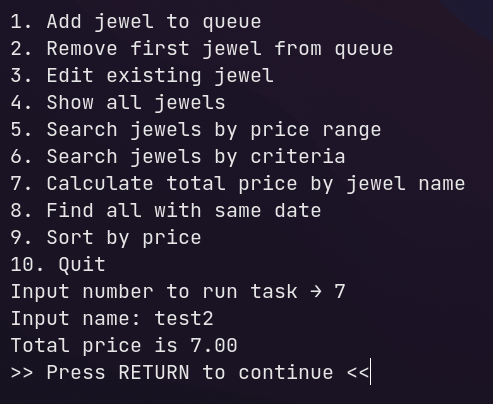 1. Add jewel to queue
2. Remove first jewel from queue
3. Edit existing jewel
4. Show all jewels
5. Search jewels by price range
6. Search jewels by criteria
7. Calculate total price by jewel name
8. Find all with same date
9. Sort by price
10. Quit
Input number to run task → 7
Input name: test2
Total price is 7.00
>> Press RETURN to continue <<